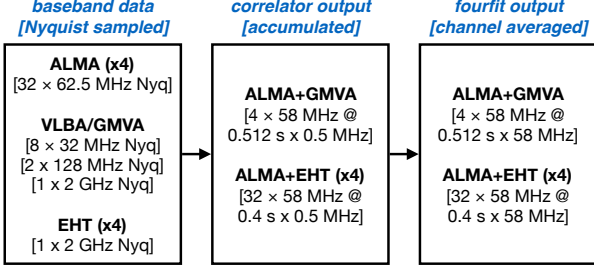 baseband data
[Nyquist sampled]
ALMA (x4)
[32 × 62.5 MHz Nyq]
VLBA/GMVA
[8 × 32 MHz Nyq]
[2 x 128 MHz Nyq]
[1 x 2 GHz Nyq]
EHT (x4)
[1 x 2 GHz Nyq]
correlator output
[accumulated]
ALMA+GMVA
[4 × 58 MHz @
0.512 s x 0.5 MHz]
ALMA+EHT (x4)
[32 × 58 MHz @
0.4 s x 0.5 MHz]
fourfit output
[channel averaged]
ALMA+GMVA
[4 × 58 MHz @
0.512 s x 58 MHz]
ALMA+EHT (x4)
[32 × 58 MHz @
0.4 s x 58 MHz]